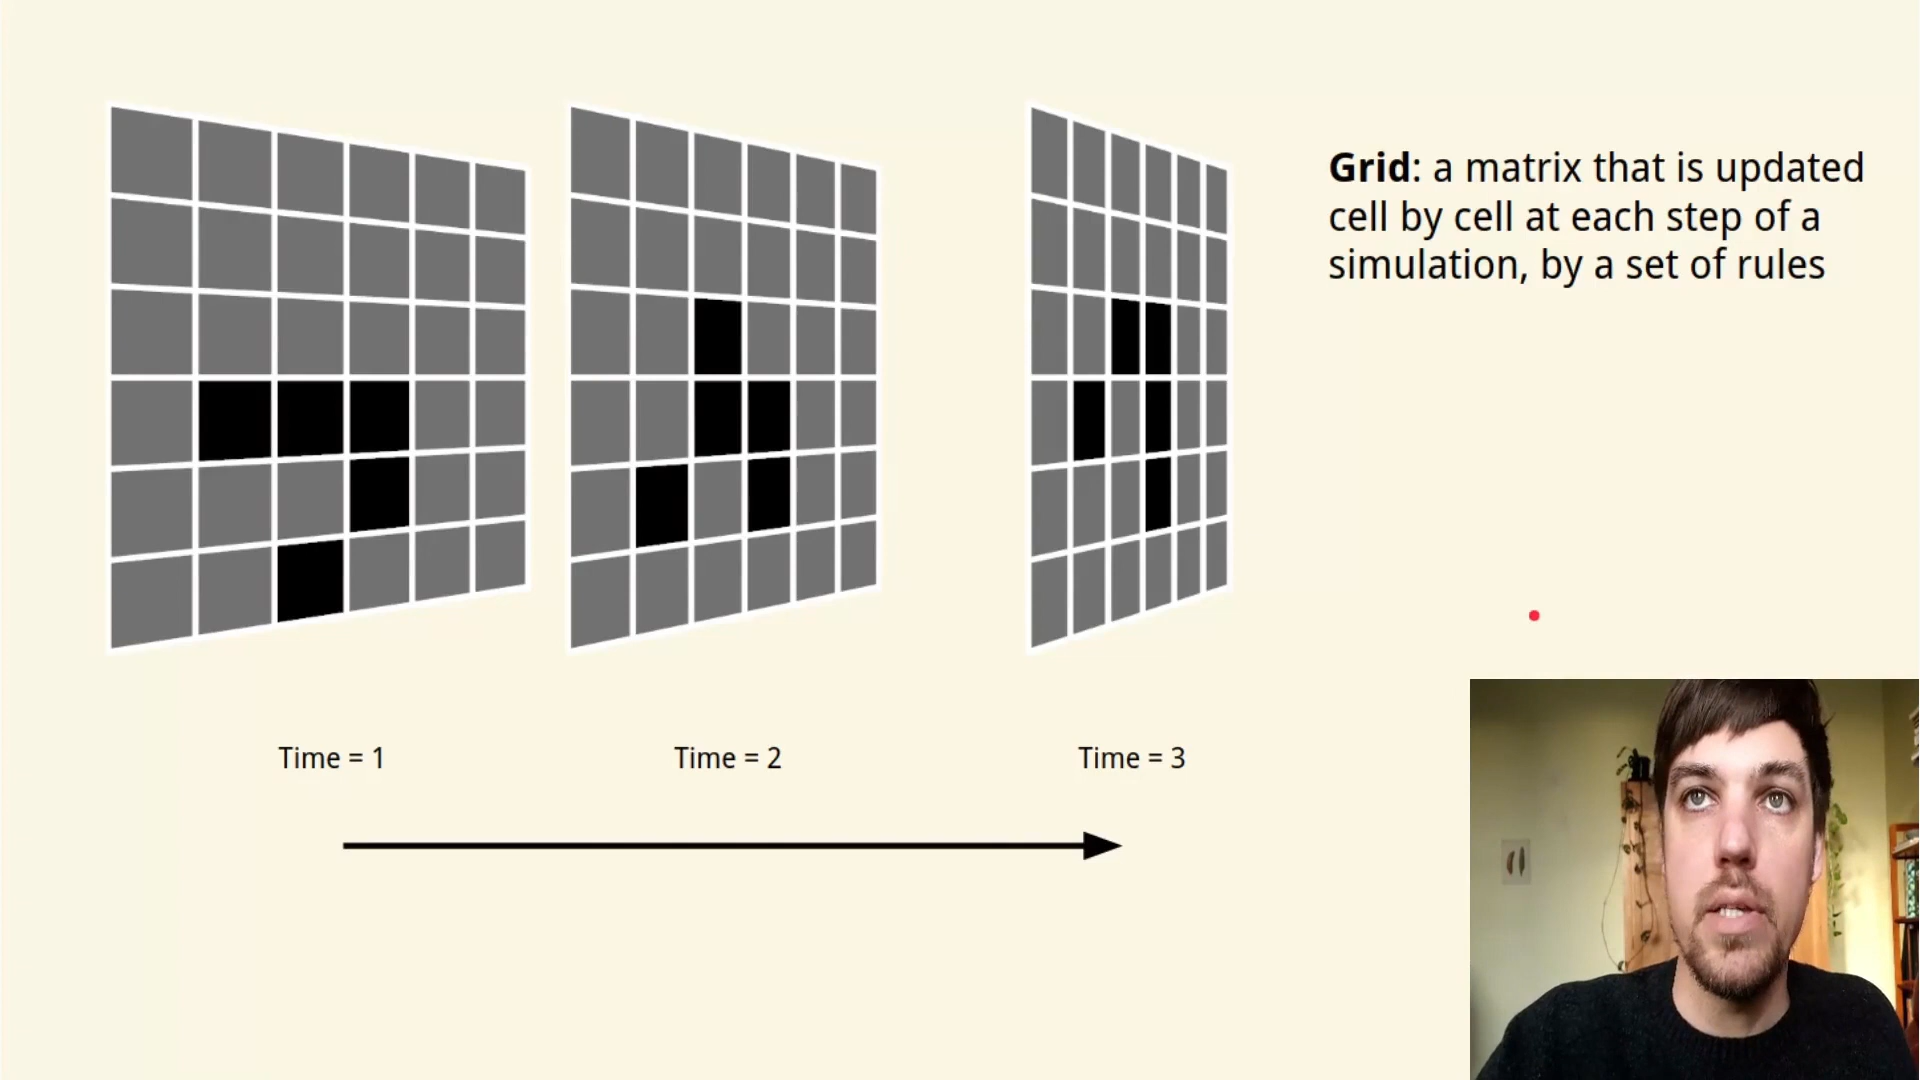 Grid: a matrix that is updated
cell by cell at each step of a
simulation, by a set of rules
Time = 1
Time = 2
Time = 3